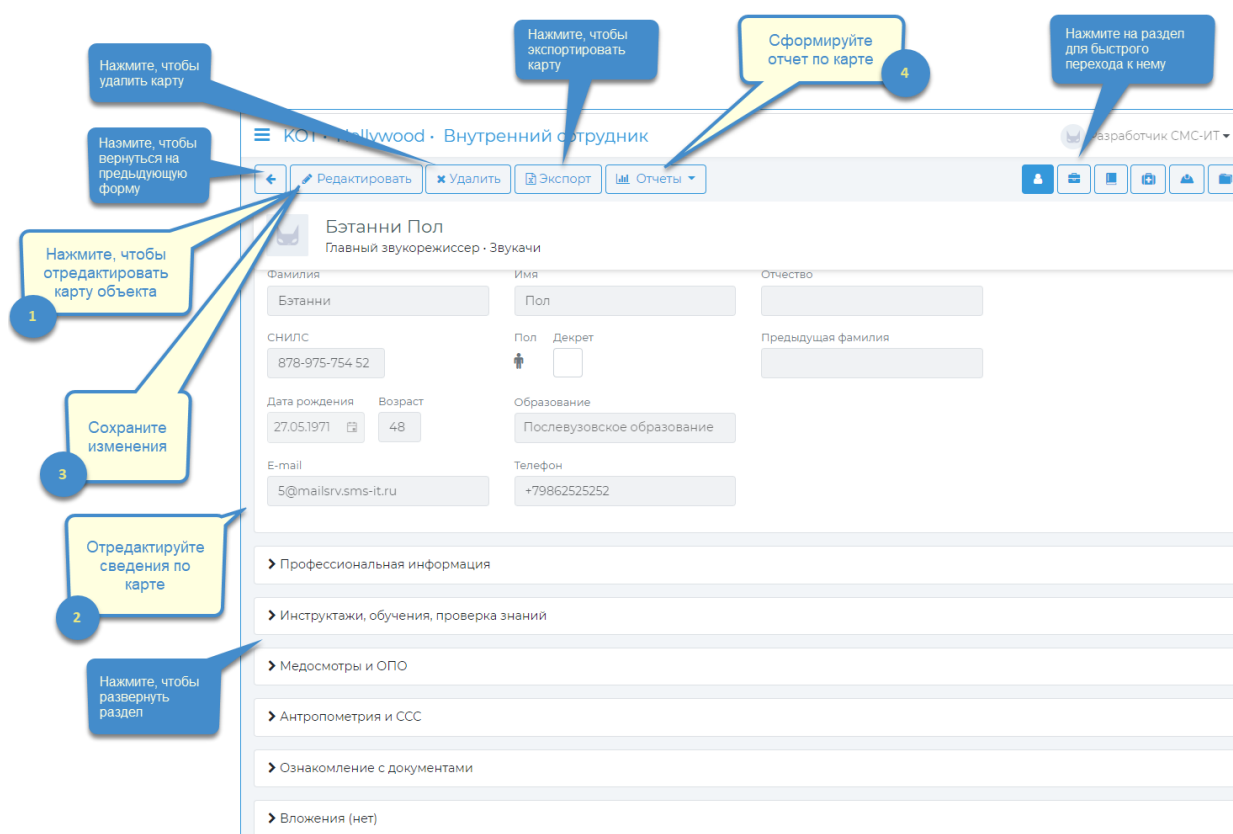 Нажмите, чтобы
удалить карту
Нажмите, чтобы
экспортировать
карту
Сформируйте
отчет по карте
4
Нажмите на раздел
для быстрого
перехода к нему
Наэмите, чтобы
вернуться на
предыдущую
форму
КОТ · Hollywood · Внутренний сотрудник
Разработчик СМС-ИТ
Редактировать
Удалить
Экспорт
Отчеты
Бэтанни Пол
Главный звукорежиссер · Звукачи
Нажмите, чтобы
отредактировать
карту объекта
1
Фамилия Имя Отчество
Бэтанни Пол
СНИЛС Пол Декрет Предыдущая фамилия
878-975-754 52
Дата рождения Возраст Образование
27.05.1971 48 Послевузовское образование
Сохраните
изменения
3
E-mail Телефон
5@mailsrv.sms-it.ru +79862525252
Отредактируйте
сведения по
карте
2
Профессиональная информация
Инструктажи, обучения, проверка знаний
Медосмотры и ОПО
Нажмите, чтобы
развернуть
раздел
Антропометрия и ССС
Ознакомление с документами
Вложения (нет)